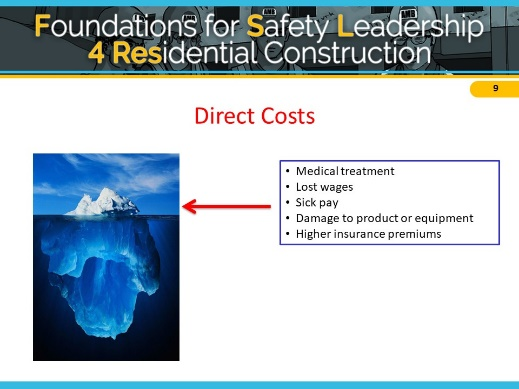 Foundations for Safety Leadership
4 Residential Construction
9
Direct Costs
• Medical treatment
• Lost wages
• Sick pay
• Damage to product or equipment
• Higher insurance premiums